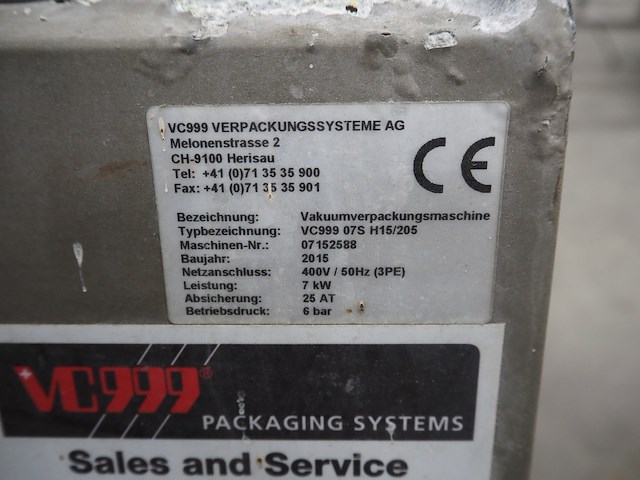 VC999 VERPACKUNGSSYSTEME AG
Melonenstrasse 2
CH-9100 Herisau
Tel: +41 (0)71 35 35 900
Fax: +41 (0)71 35 35 901
CE
Bezeichnung: Vakuumverpackungsmaschine
Typbezeichnung: VC999 07S H15/205
Maschinen-Nr.: 07152588
Baujahr: 2015
Netzanschluss: 400V / 50Hz (3PE)
Leistung: 7 kW
Absicherung: 25 AT
Betriebsdruck: 6 bar
VC999®
PACKAGING SYSTEMS
Sales and Service